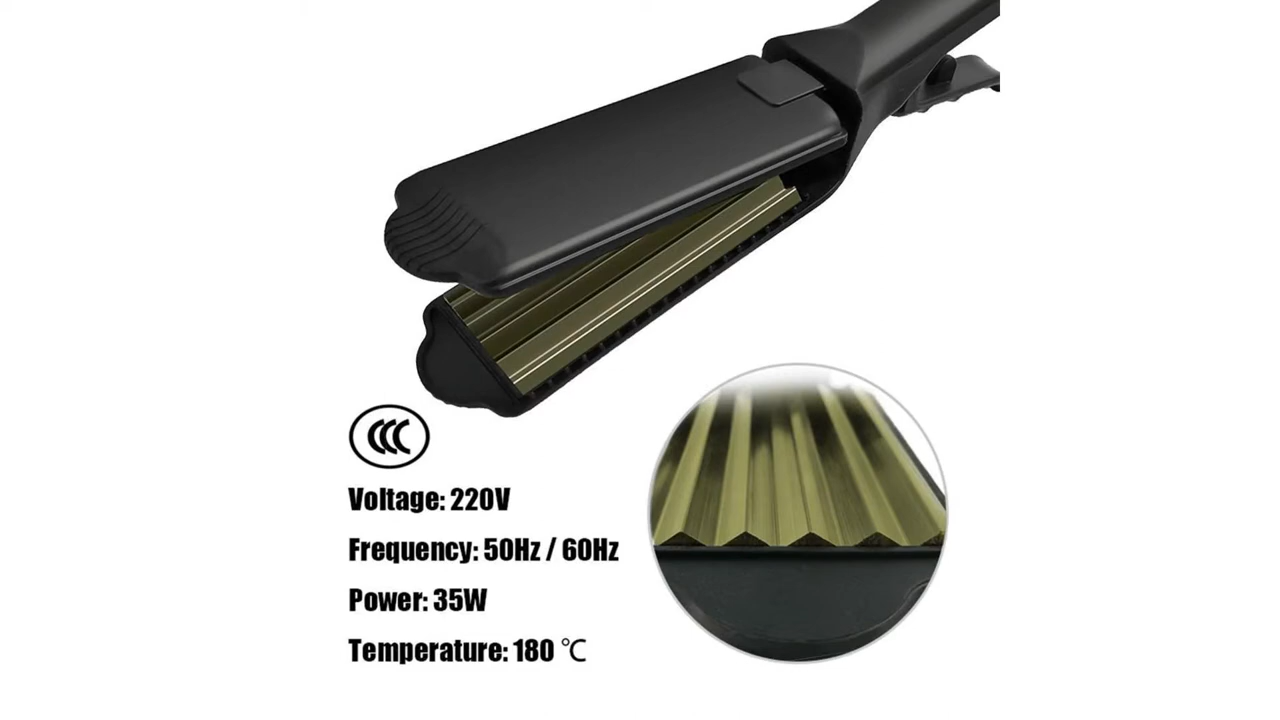 Voltage: 220V
Frequency: 50Hz / 60Hz
Power: 35W
Temperature: 180 ℃